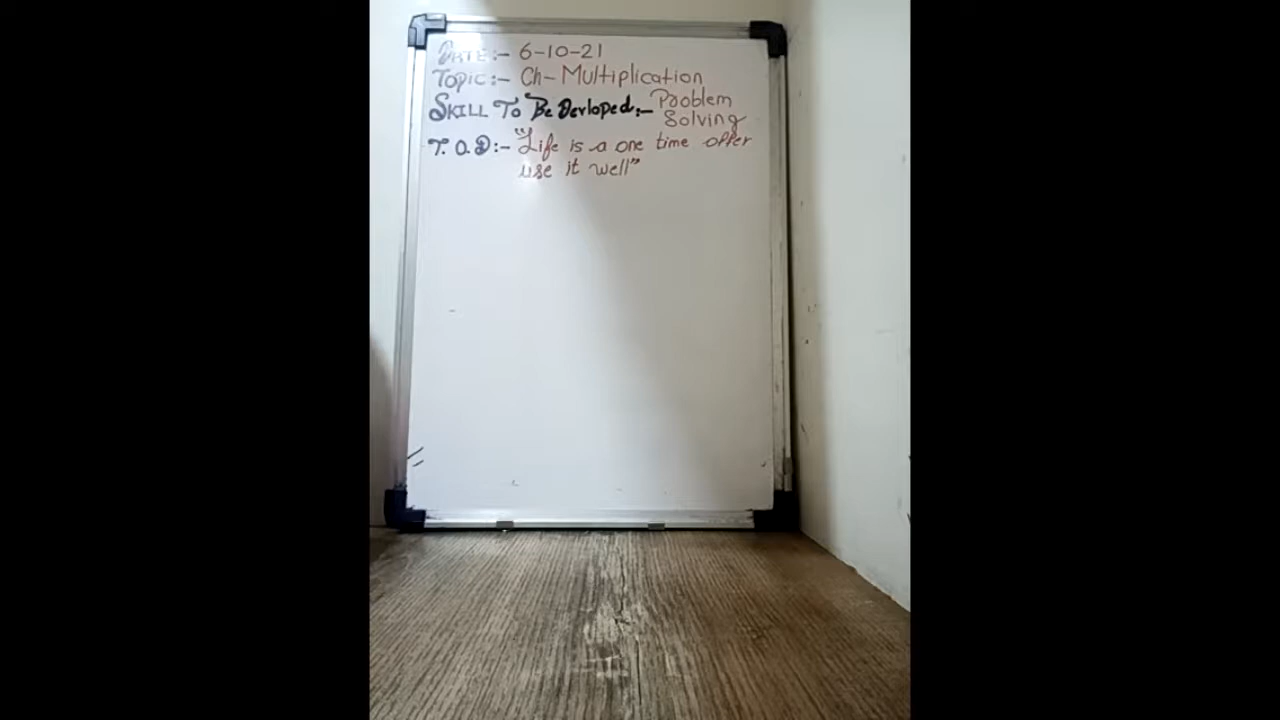 DATE:- 6-10-21
Topic:- Ch- Multiplication
SKILL To Be Devloped:- Problem
Solving
T.O.D:- "Life is a one time offer
use it well"